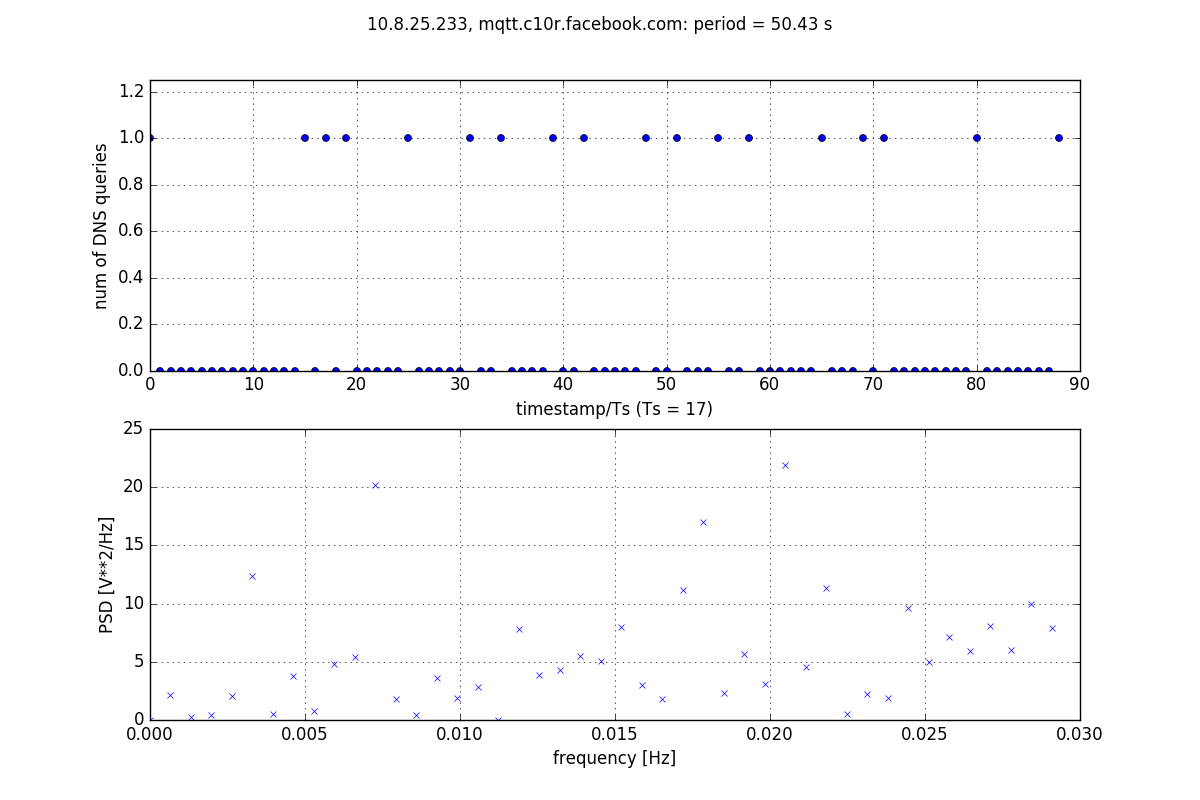 10.8.25.233, mqtt.c10r.facebook.com: period = 50.43 s
1.2
1.0
0.8
0.6
0.4
0.2
0.0
num of DNS queries
0 10 20 30 40 50 60 70 80 90
timestamp/Ts (Ts = 17)
25
20
15
10
5
0
PSD [V**2/Hz]
0.000 0.005 0.010 0.015 0.020 0.025 0.030
frequency [Hz]